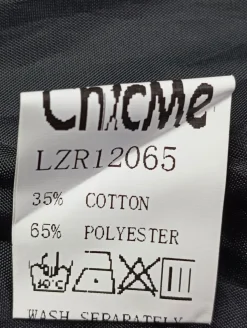 ChicMe
LZR12065
35% COTTON
65% POLYESTER
WASH SEPARATELY